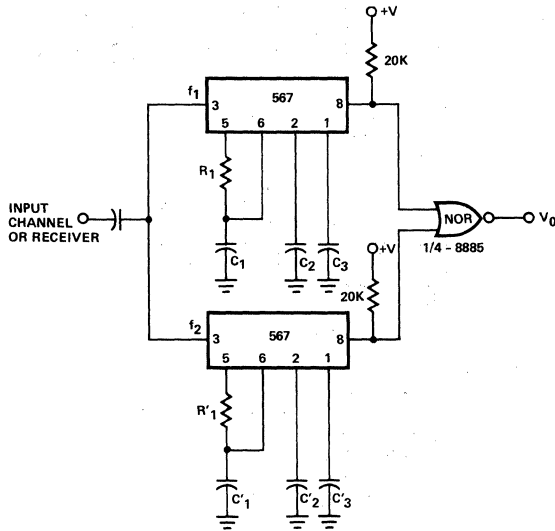 +V
20K
f₁
3 567 8
5 6 2 1
R₁
C₁ C₂ C₃
INPUT
CHANNEL
OR RECEIVER
NOR
V₀
1/4 - 8885
+V
20K
f₂
3 567 8
5 6 2 1
R'₁
C'₁ C'₂ C'₃